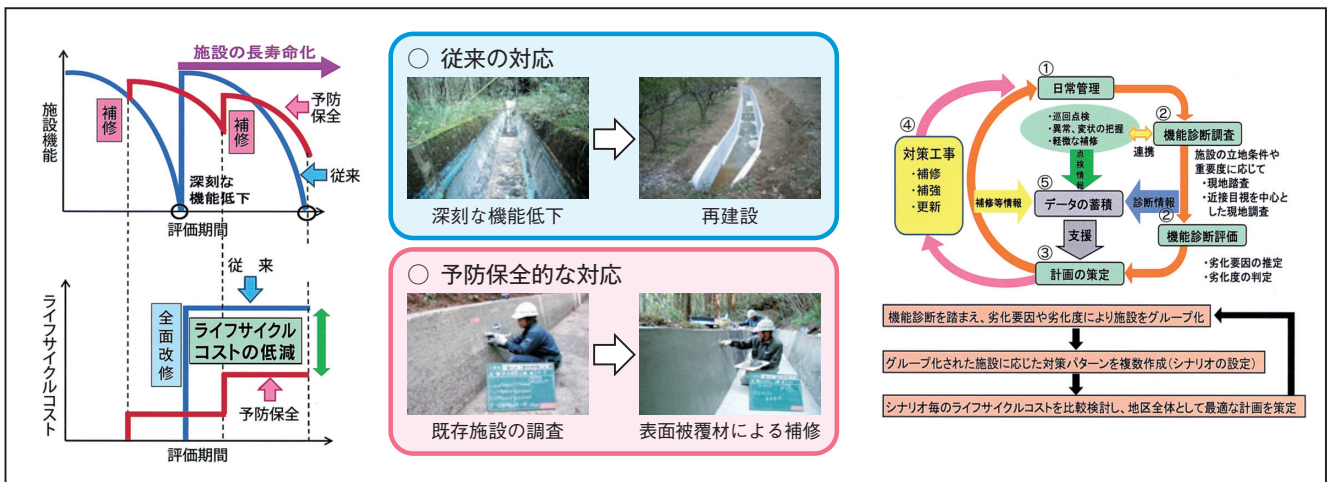 施設の長寿命化
施設機能
補修
補修
予防
保全
従来
深刻な
機能低下
評価期間
従 来
ライフサイクルコスト
全面改修
ライフサイクル
コストの低減
予防保全
評価期間
○ 従来の対応
深刻な機能低下
再建設
○ 予防保全的な対応
既存施設の調査
表面被覆材による補修
①
日常管理
・巡回点検
・異常、変状の把握
・軽微な補修
点検情報
②
機能診断調査
連携
施設の立地条件や
重要度に応じて
・現地踏査
・近接目視を中心と
した現地調査
④
対策工事
・補修
・補強
・更新
補修等情報
⑤
データの蓄積
診断情報
②
機能診断評価
・劣化要因の推定
・劣化度の判定
支援
③
計画の策定
機能診断を踏まえ、劣化要因や劣化度により施設をグループ化
グループ化された施設に応じた対策パターンを複数作成(シナリオの設定)
シナリオ毎のライフサイクルコストを比較検討し、地区全体として最適な計画を策定